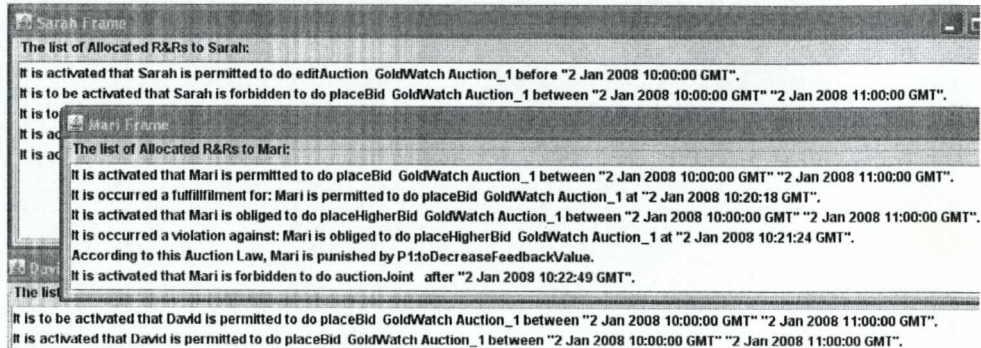 Sarah Frame
The list of Allocated R&Rs to Sarah:
It is activated that Sarah is permitted to do editAuction GoldWatch Auction_1 before "2 Jan 2008 10:00:00 GMT".
It is to be activated that Sarah is forbidden to do placeBid GoldWatch Auction_1 between "2 Jan 2008 10:00:00 GMT" "2 Jan 2008 11:00:00 GMT".
It is to
It is ac
It is ac
Mari Frame
The list of Allocated R&Rs to Mari:
It is activated that Mari is permitted to do placeBid GoldWatch Auction_1 between "2 Jan 2008 10:00:00 GMT" "2 Jan 2008 11:00:00 GMT".
It is occurred a fulfillfilment for: Mari is permitted to do placeBid GoldWatch Auction_1 at "2 Jan 2008 10:20:18 GMT".
It is activated that Mari is obliged to do placeHigherBid GoldWatch Auction_1 between "2 Jan 2008 10:00:00 GMT" "2 Jan 2008 11:00:00 GMT".
It is occurred a violation against: Mari is obliged to do placeHigherBid GoldWatch Auction_1 at "2 Jan 2008 10:21:24 GMT".
According to this Auction Law, Mari is punished by P1:toDecreaseFeedbackValue.
It is activated that Mari is forbidden to do auctionJoint after "2 Jan 2008 10:22:49 GMT".
Davi
The list
It is to be activated that David is permitted to do placeBid GoldWatch Auction_1 between "2 Jan 2008 10:00:00 GMT" "2 Jan 2008 11:00:00 GMT".
It is activated that David is permitted to do placeBid GoldWatch Auction_1 between "2 Jan 2008 10:00:00 GMT" "2 Jan 2008 11:00:00 GMT".